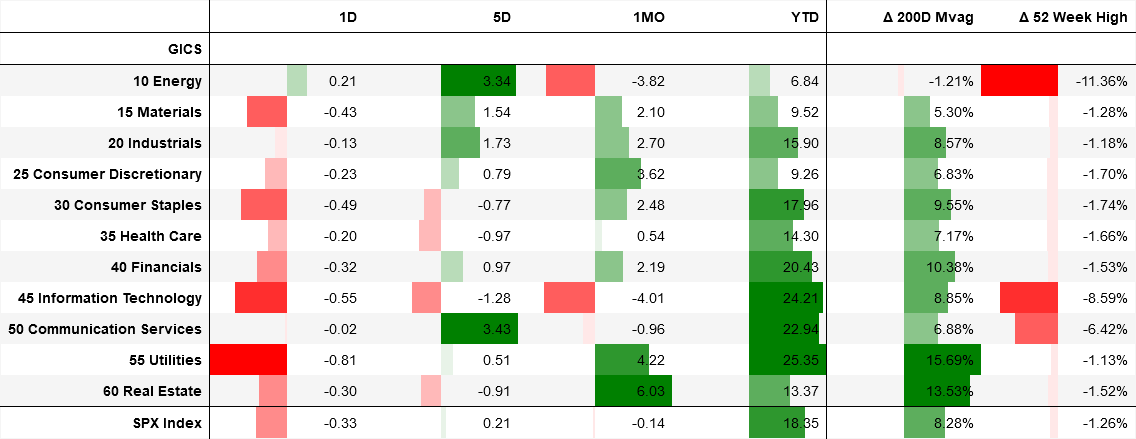 1D 5D 1MO YTD Δ 200D Mvag Δ 52 Week High
GICS
10 Energy 0.21 3.34 -3.82 6.84 -1.21% -11.36%
15 Materials -0.43 1.54 2.10 9.52 5.30% -1.28%
20 Industrials -0.13 1.73 2.70 15.90 8.57% -1.18%
25 Consumer Discretionary -0.23 0.79 3.62 9.26 6.83% -1.70%
30 Consumer Staples -0.49 -0.77 2.48 17.96 9.55% -1.74%
35 Health Care -0.20 -0.97 0.54 14.30 7.17% -1.66%
40 Financials -0.32 0.97 2.19 20.43 10.38% -1.53%
45 Information Technology -0.55 -1.28 -4.01 24.21 8.85% -8.59%
50 Communication Services -0.02 3.43 -0.96 22.94 6.88% -6.42%
55 Utilities -0.81 0.51 4.22 25.35 15.69% -1.13%
60 Real Estate -0.30 -0.91 6.03 13.37 13.53% -1.52%
SPX Index -0.33 0.21 -0.14 18.35 8.28% -1.26%